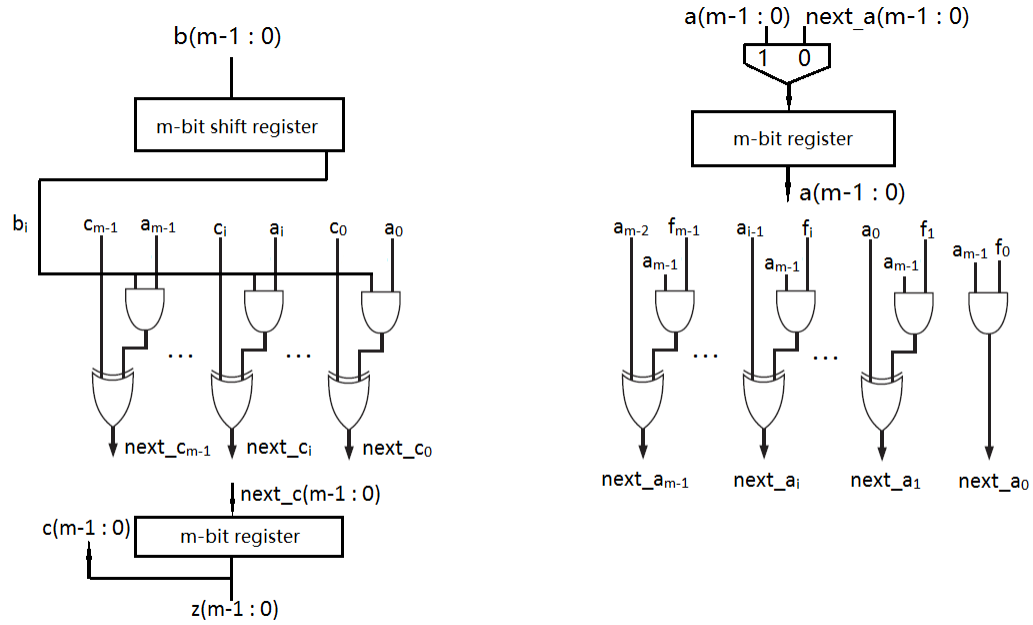 b(m-1 : 0)
m-bit shift register
bi
cm-1 am-1 ci ai c0 a0
... ...
next_cm-1 next_ci next_c0
next_c(m-1 : 0)
c(m-1 : 0)
m-bit register
z(m-1 : 0)
a(m-1 : 0) next_a(m-1 : 0)
1 0
m-bit register
a(m-1 : 0)
am-2 fm-1 ai-1 fi a0 f1
am-1 am-1 am-1 am-1 f0
... ...
next_am-1 next_ai next_a1 next_a0